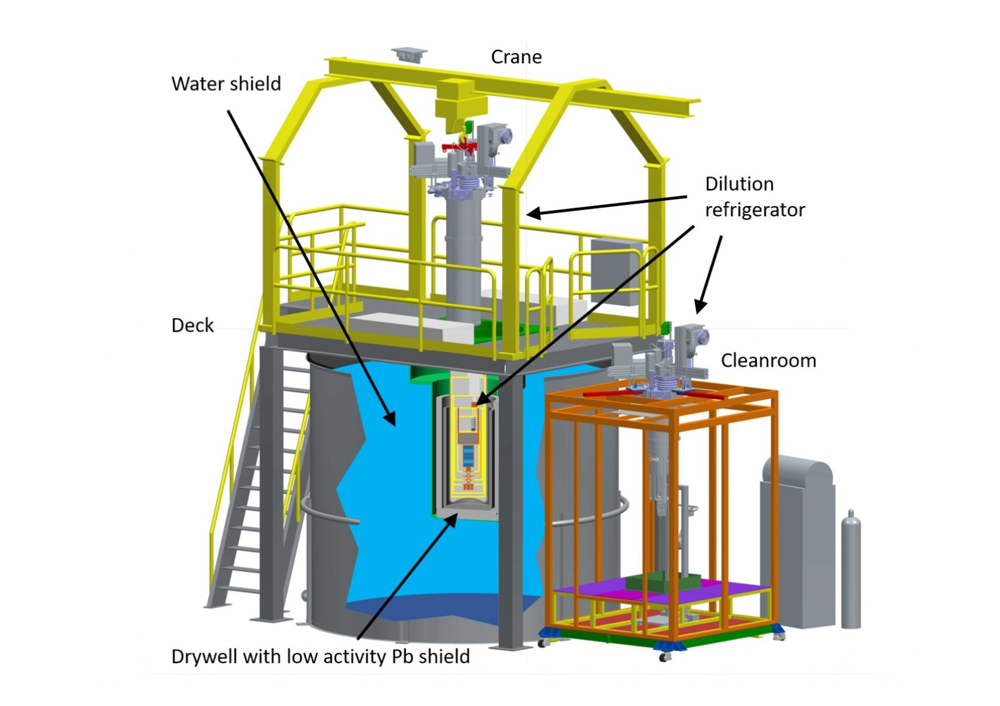 Crane
Water shield
Dilution
refrigerator
Deck
Cleanroom
Drywell with low activity Pb shield